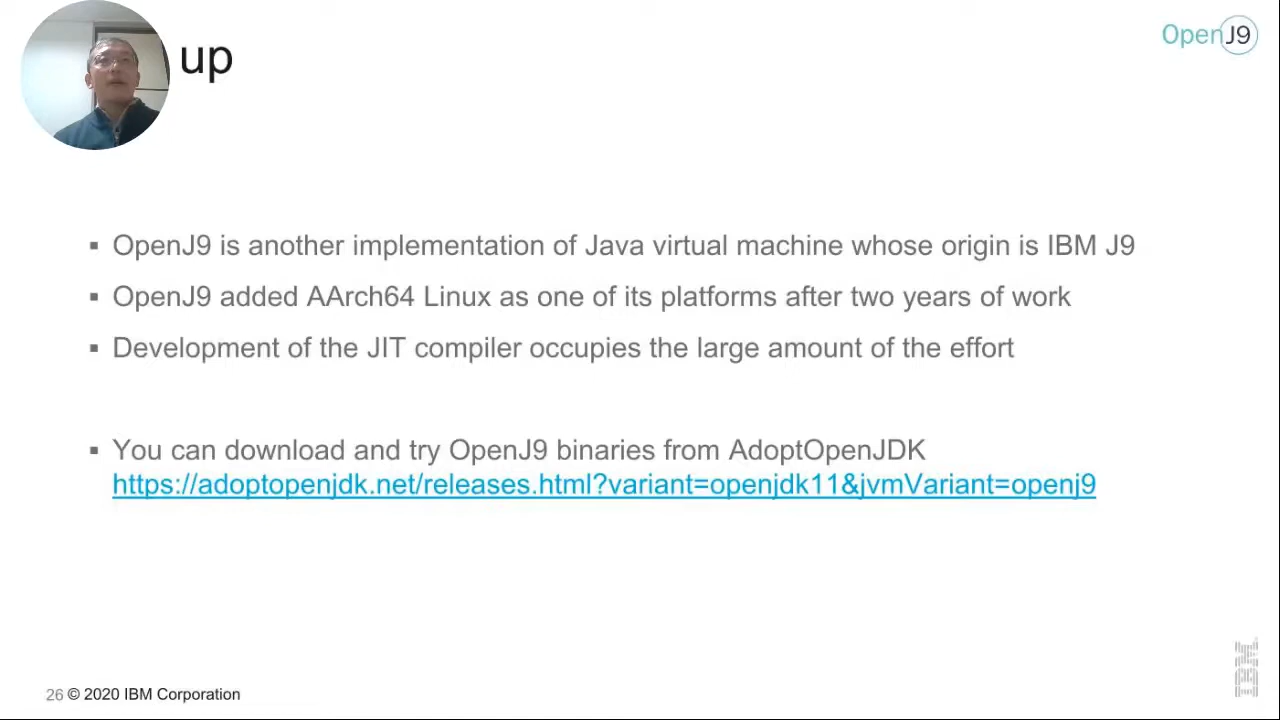 up
OpenJ9
▪ OpenJ9 is another implementation of Java virtual machine whose origin is IBM J9
▪ OpenJ9 added AArch64 Linux as one of its platforms after two years of work
▪ Development of the JIT compiler occupies the large amount of the effort
▪ You can download and try OpenJ9 binaries from AdoptOpenJDK
https://adoptopenjdk.net/releases.html?variant=openjdk11&jvmVariant=openj9
26 © 2020 IBM Corporation
IBM